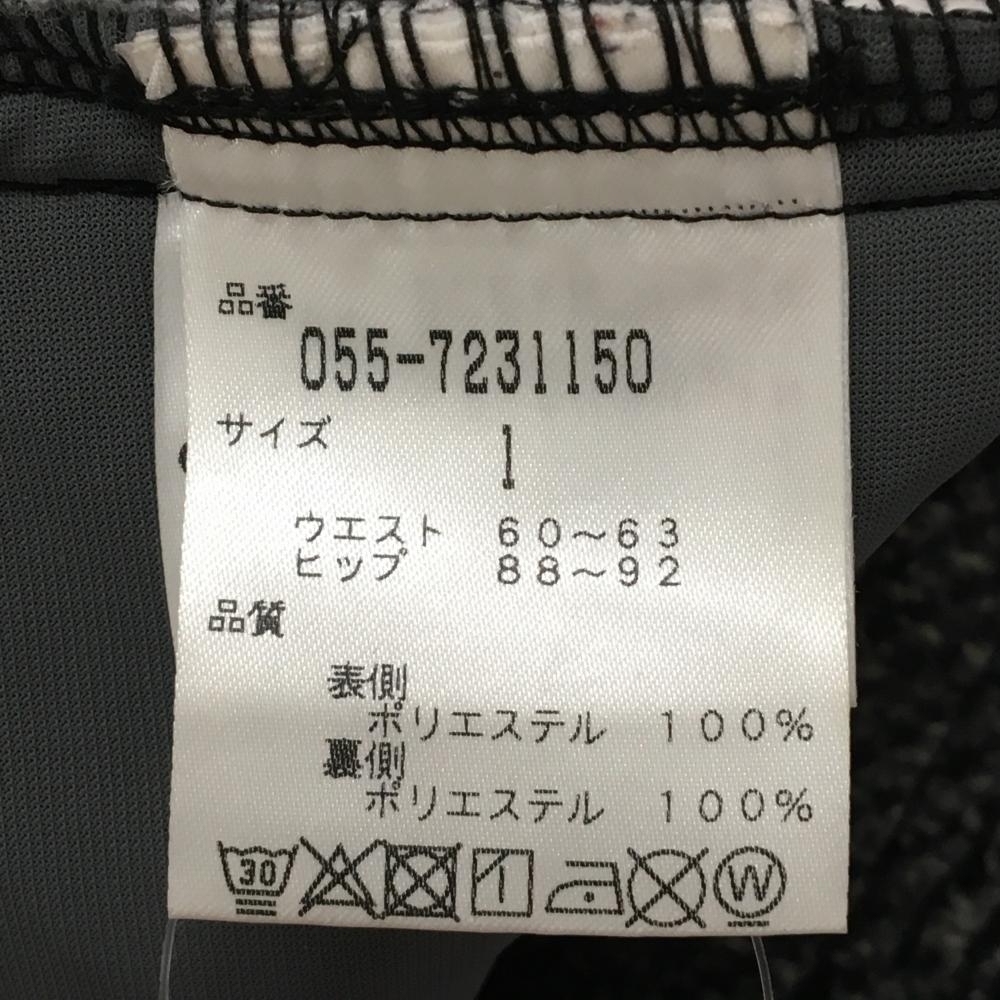 品番
055-7231150
サイズ
1
ウエスト 60～63
ヒップ 88～92
品質
表側
ポリエステル 100%
裏側
ポリエステル 100%
30 W